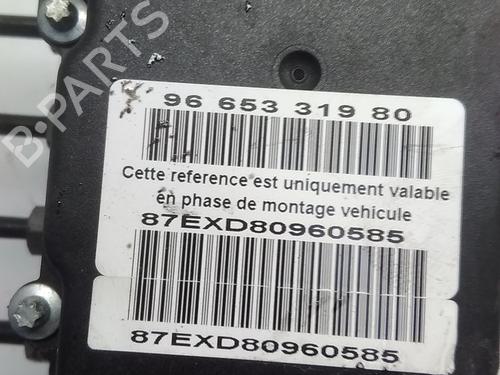 B-PARTS
96 653 319 80
Cette reference est uniquement valable
en phase de montage vehicule
87EXD80960585
87EXD80960585